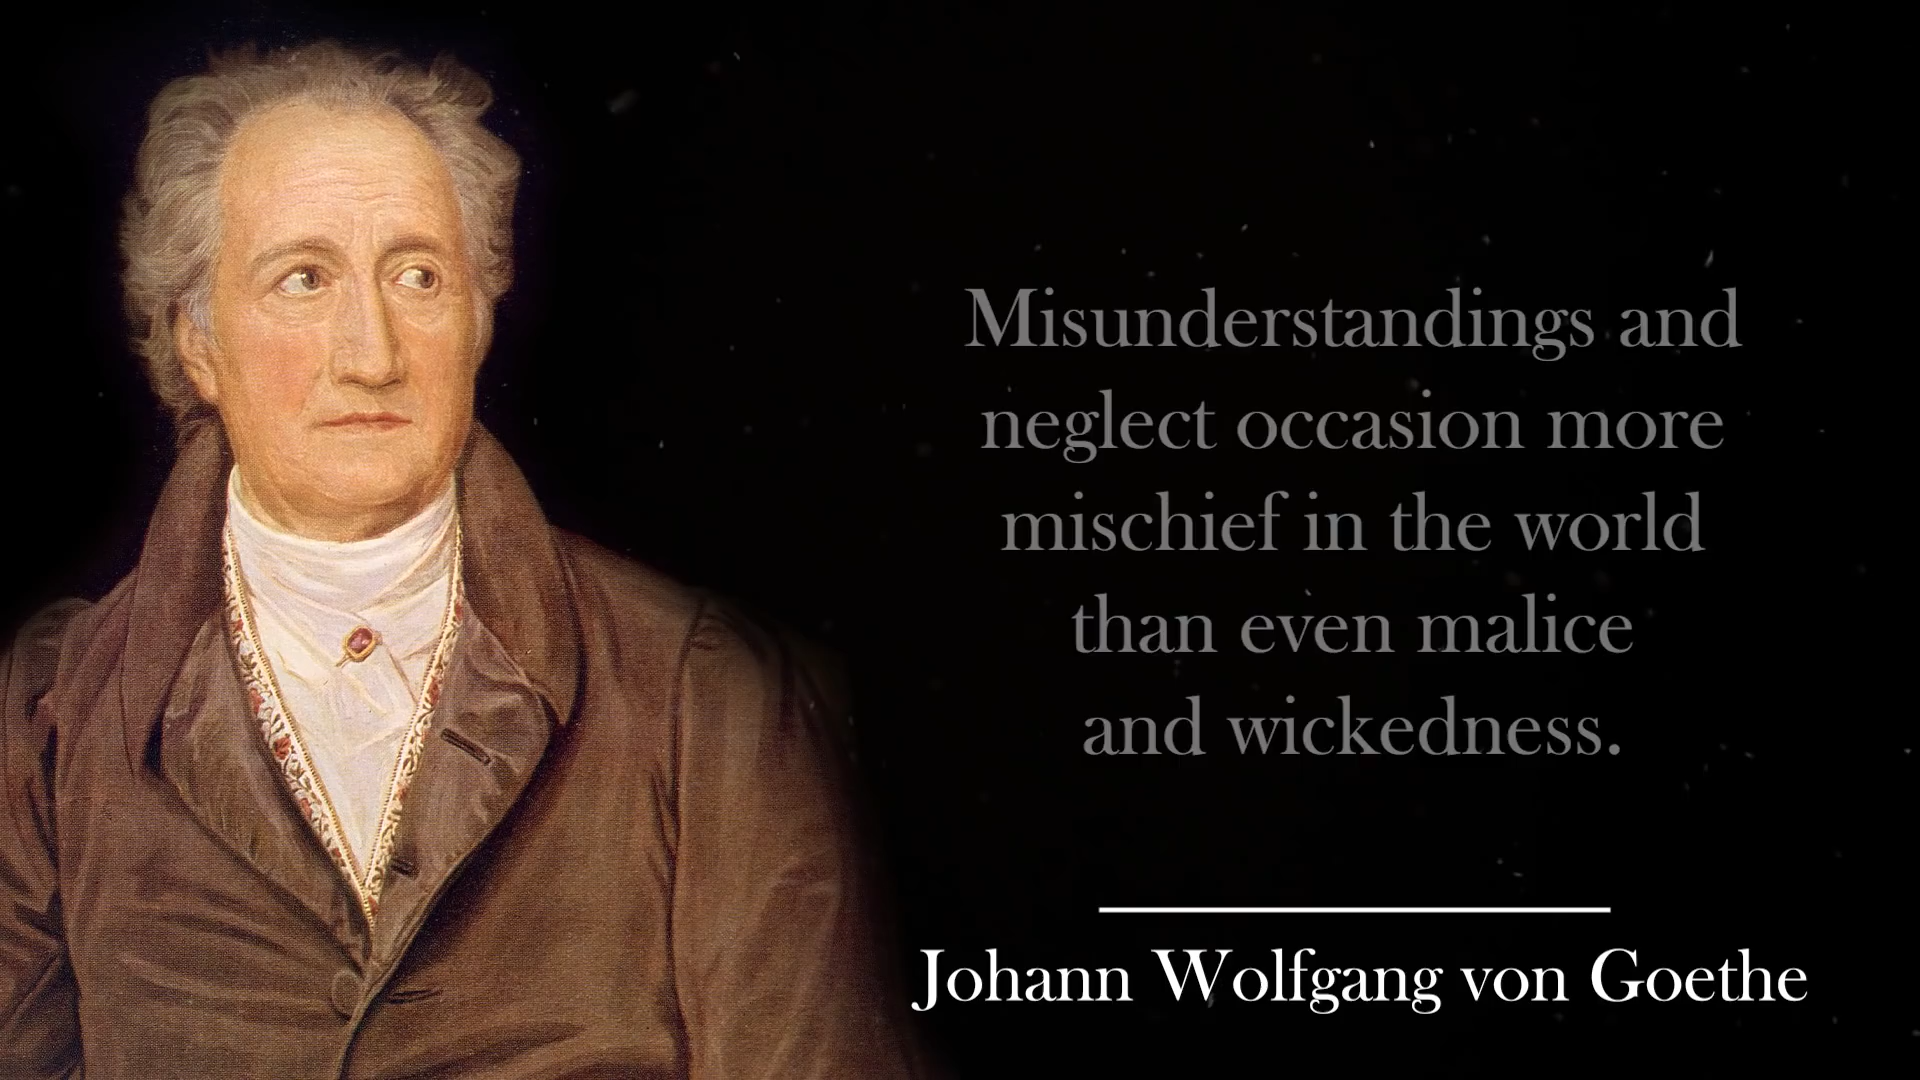 Misunderstandings and
neglect occasion more
mischief in the world
than even malice
and wickedness.
Johann Wolfgang von Goethe